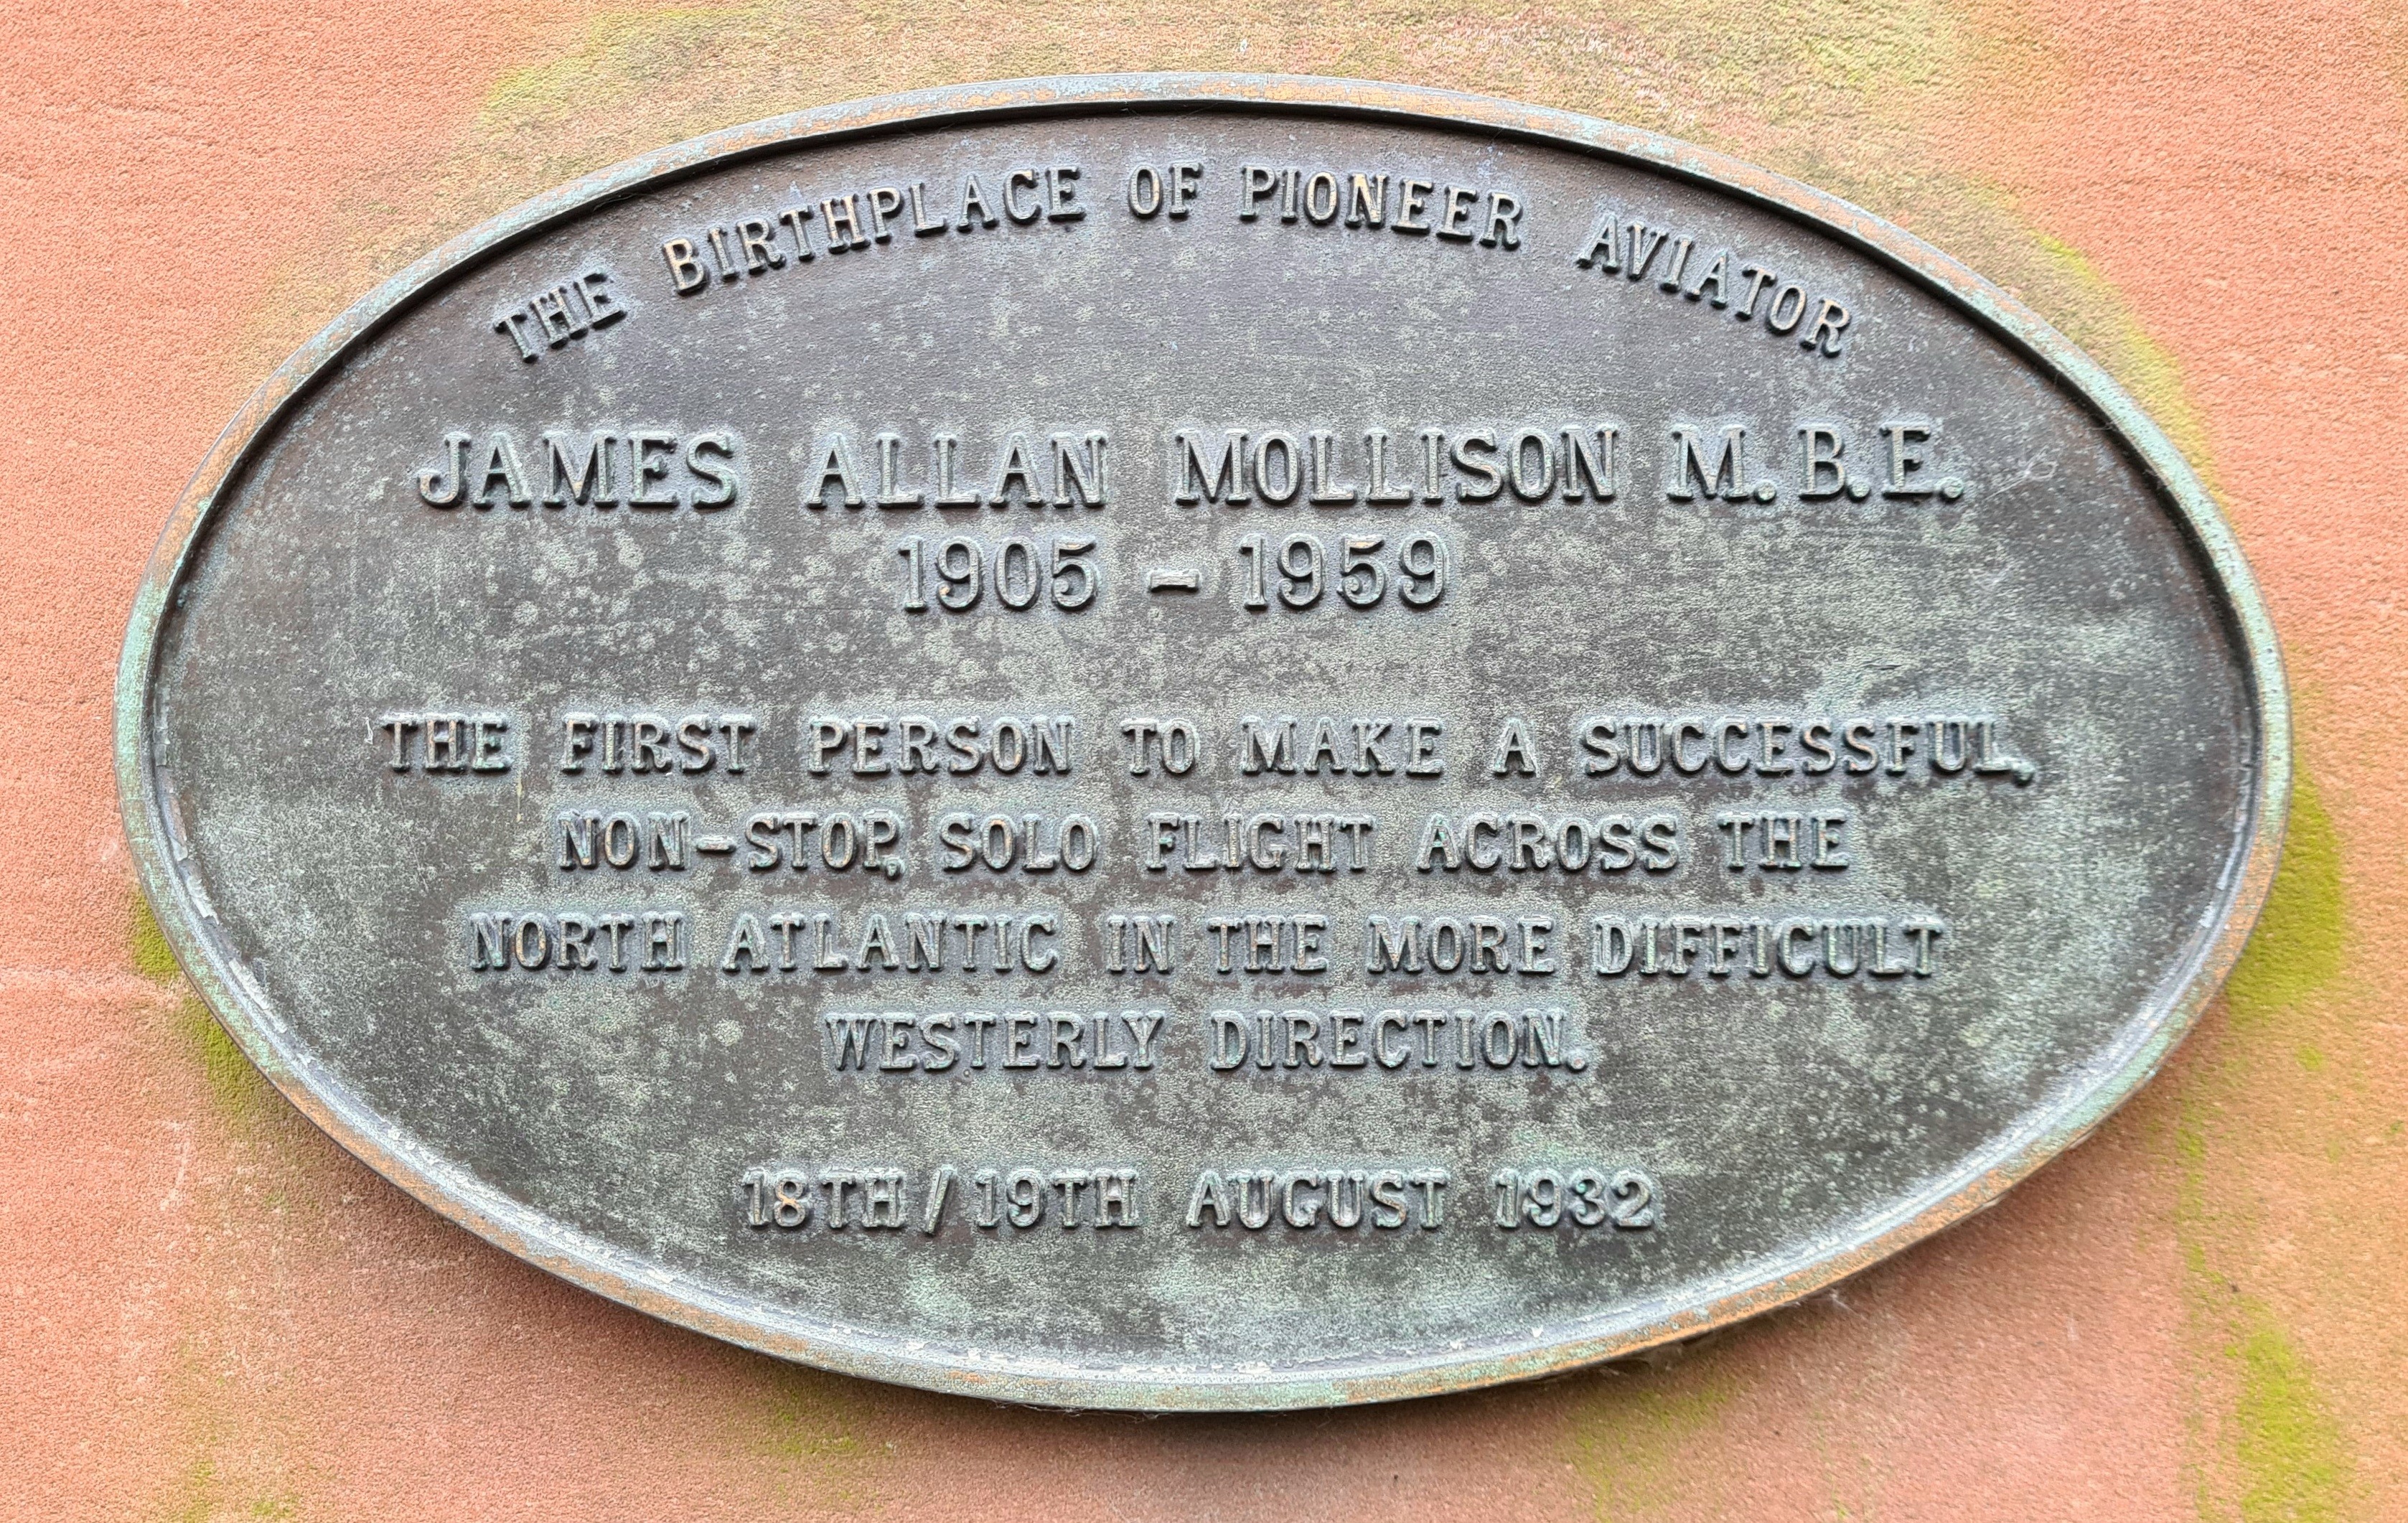 THE BIRTHPLACE OF PIONEER AVIATOR
JAMES ALLAN MOLLISON M.B.E.
1905 - 1959
THE FIRST PERSON TO MAKE A SUCCESSFUL,
NON-STOP, SOLO FLIGHT ACROSS THE
NORTH ATLANTIC IN THE MORE DIFFICULT
WESTERLY DIRECTION.
18TH/19TH AUGUST 1932